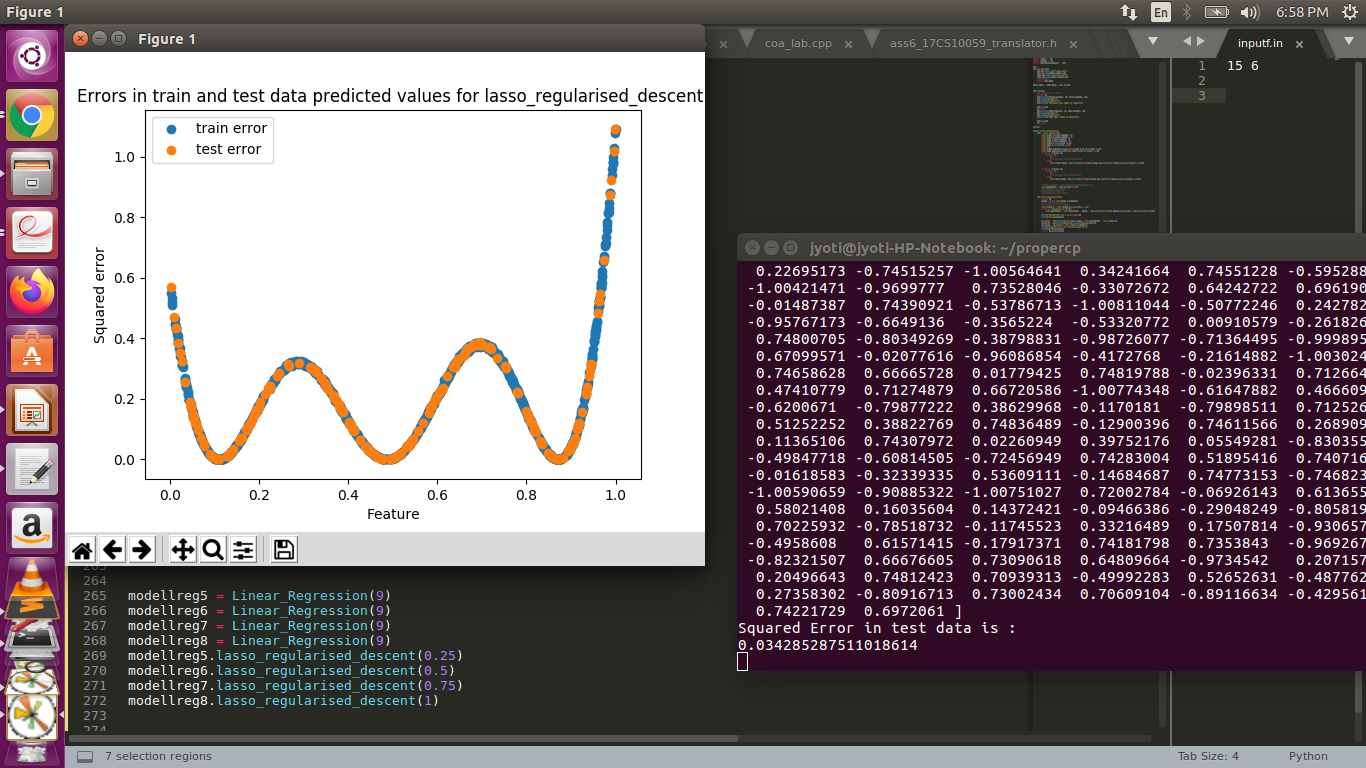 Figure 1
En
6:58 PM
Figure 1
coa_lab.cpp
ass6_17CS10059_translator.h
inputf.in
1 15 6
2
3
Errors in train and test data predicted values for lasso_regularised_descent
train error
test error
1.0
0.8
0.6
0.4
0.2
0.0
Squared error
0.0 0.2 0.4 0.6 0.8 1.0
Feature
jyoti@jyoti-HP-Notebook: ~/propercp
0.22695173 -0.74515257 -1.00564641 0.34241664 0.74551228 -0.595288
-1.00421471 -0.9699777 0.73528046 -0.33072672 0.64242722 0.696190
-0.01487387 0.74390921 -0.53786713 -1.00811044 -0.50772246 0.242782
-0.95767173 -0.6649136 -0.3565224 -0.53320772 0.00910579 -0.261826
0.74800705 -0.80349269 -0.38798831 -0.98726077 -0.71364495 -0.999895
0.67099571 -0.02077616 -0.96086854 -0.4172768 -0.21614882 -1.003024
0.74658628 0.66665728 0.01779425 0.74819788 -0.02396331 0.712664
0.47410779 0.71274879 0.66720586 -1.00774348 -0.61647882 0.466609
-0.6200671 -0.79877222 0.38629968 -0.1170181 -0.79898511 0.712526
0.51252252 0.38822769 0.74836489 -0.12900396 0.74611566 0.268909
0.11365106 0.74307972 0.02260949 0.39752176 0.05549281 -0.830355
-0.49847718 -0.60814505 -0.72456949 0.74283004 0.51895416 0.740716
-0.01618583 -0.32339335 0.53609111 -0.14684687 0.74773153 -0.746823
-1.00590659 -0.90885322 -1.00751027 0.72002784 -0.06926143 0.613655
0.58021408 0.16035604 0.14372421 -0.09466386 -0.29048249 -0.805819
0.70225932 -0.78518732 -0.11745523 0.33216489 0.17507814 -0.930657
-0.4958608 0.61571415 -0.17917371 0.74181798 0.7353843 -0.969267
-0.82321507 0.66676605 0.73090618 0.64809664 -0.9734542 0.207157
0.20496643 0.74812423 0.70939313 -0.49992283 0.52652631 -0.487762
0.27358302 -0.80916713 0.73002434 0.70609104 -0.89116634 -0.429561
0.74221729 0.6972061 ]
Squared Error in test data is :
0.034285287511018614
264
265 modellreg5 = Linear_Regression(9)
266 modellreg6 = Linear_Regression(9)
267 modellreg7 = Linear_Regression(9)
268 modellreg8 = Linear_Regression(9)
269 modellreg5.lasso_regularised_descent(0.25)
270 modellreg6.lasso_regularised_descent(0.5)
271 modellreg7.lasso_regularised_descent(0.75)
272 modellreg8.lasso_regularised_descent(1)
273
7 selection regions
Tab Size: 4
Python